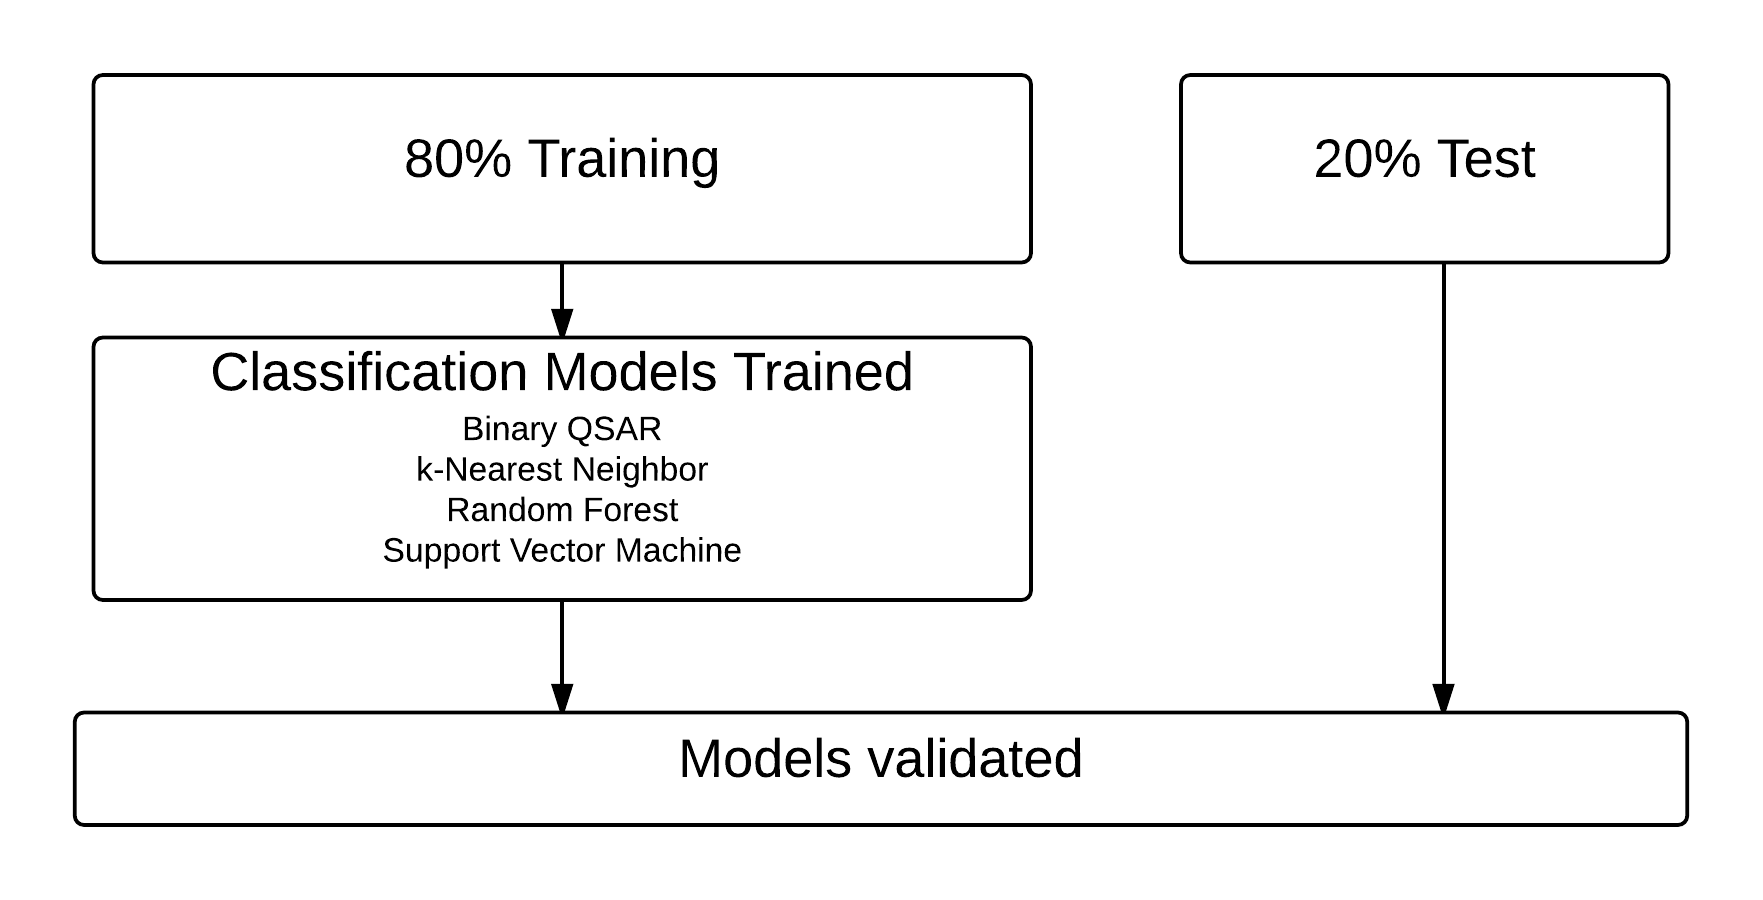 80% Training
20% Test
Classification Models Trained
Binary QSAR
k-Nearest Neighbor
Random Forest
Support Vector Machine
Models validated